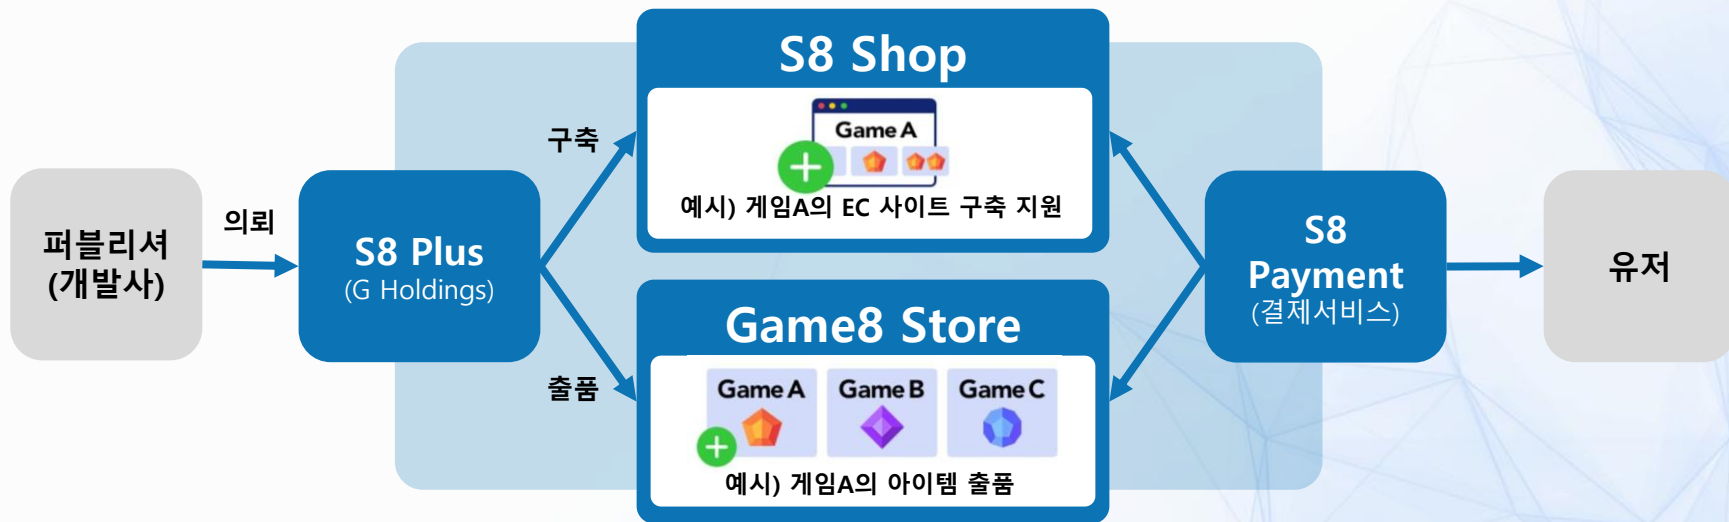 퍼블리셔
(개발사)
의뢰
S8 Plus
(G Holdings)
구축
출품
S8 Shop
Game A
예시) 게임A의 EC 사이트 구축 지원
Game8 Store
Game A
Game B
Game C
예시) 게임A의 아이템 출품
S8
Payment
(결제서비스)
유저